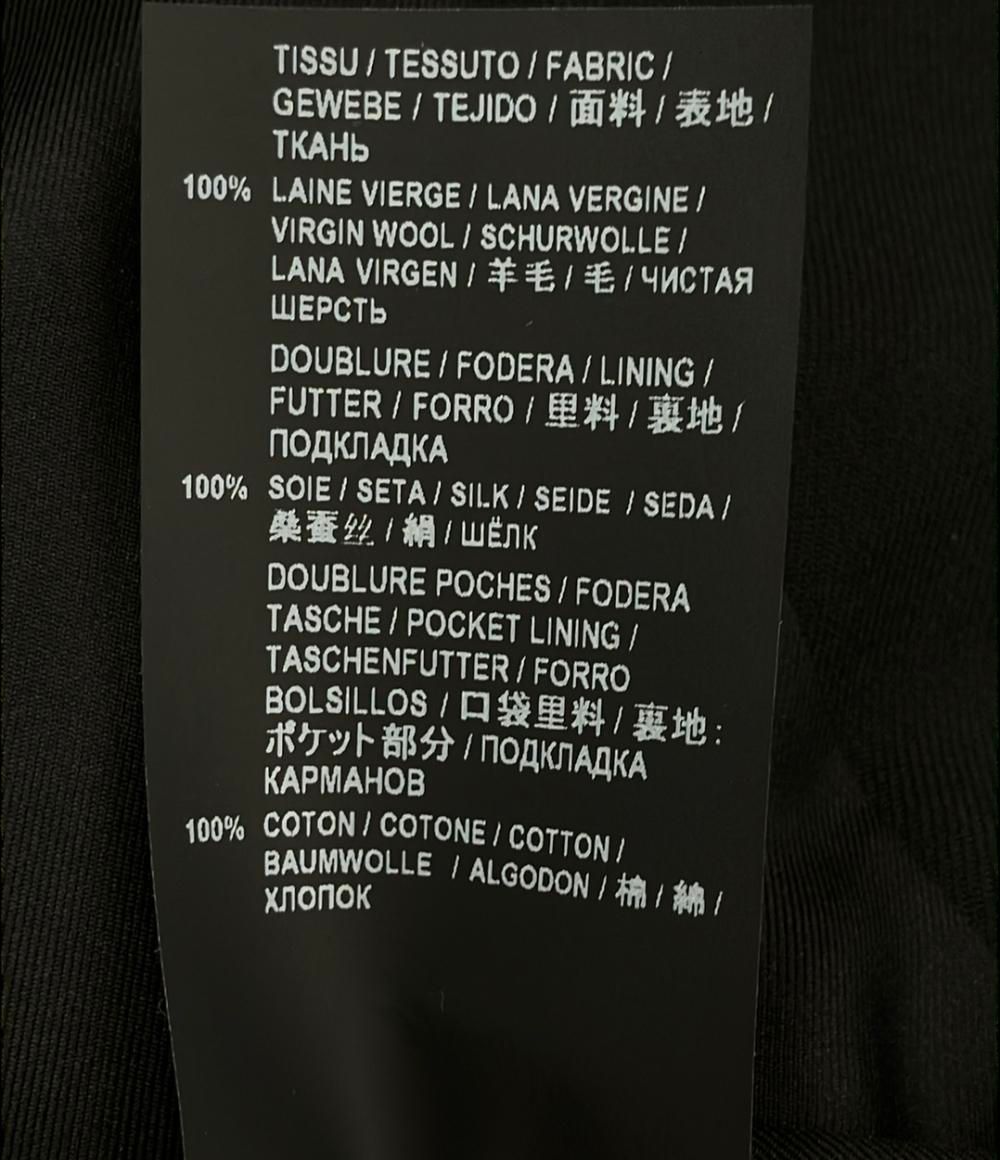 TISSU / TESSUTO / FABRIC /
GEWEBE / TEJIDO / 面料 / 表地 /
ТКАНЬ
100% LAINE VIERGE / LANA VERGINE /
VIRGIN WOOL / SCHURWOLLE /
LANA VIRGEN / 羊毛 / 毛 / ЧИСТАЯ
ШЕРСТЬ
DOUBLURE / FODERA / LINING /
FUTTER / FORRO / 里料 / 裏地 /
ПОДКЛАДКА
100% SOIE / SETA / SILK / SEIDE / SEDA /
桑蚕丝 / 絹 / ШЁЛК
DOUBLURE POCHES / FODERA
TASCHE / POCKET LINING /
TASCHENFUTTER / FORRO
BOLSILLOS / 口袋里料 / 裏地:
ポケット部分 / ПОДКЛАДКА
КАРМАНОВ
100% COTON / COTONE / COTTON /
BAUMWOLLE / ALGODON / 棉 / 綿 /
ХЛОПОК